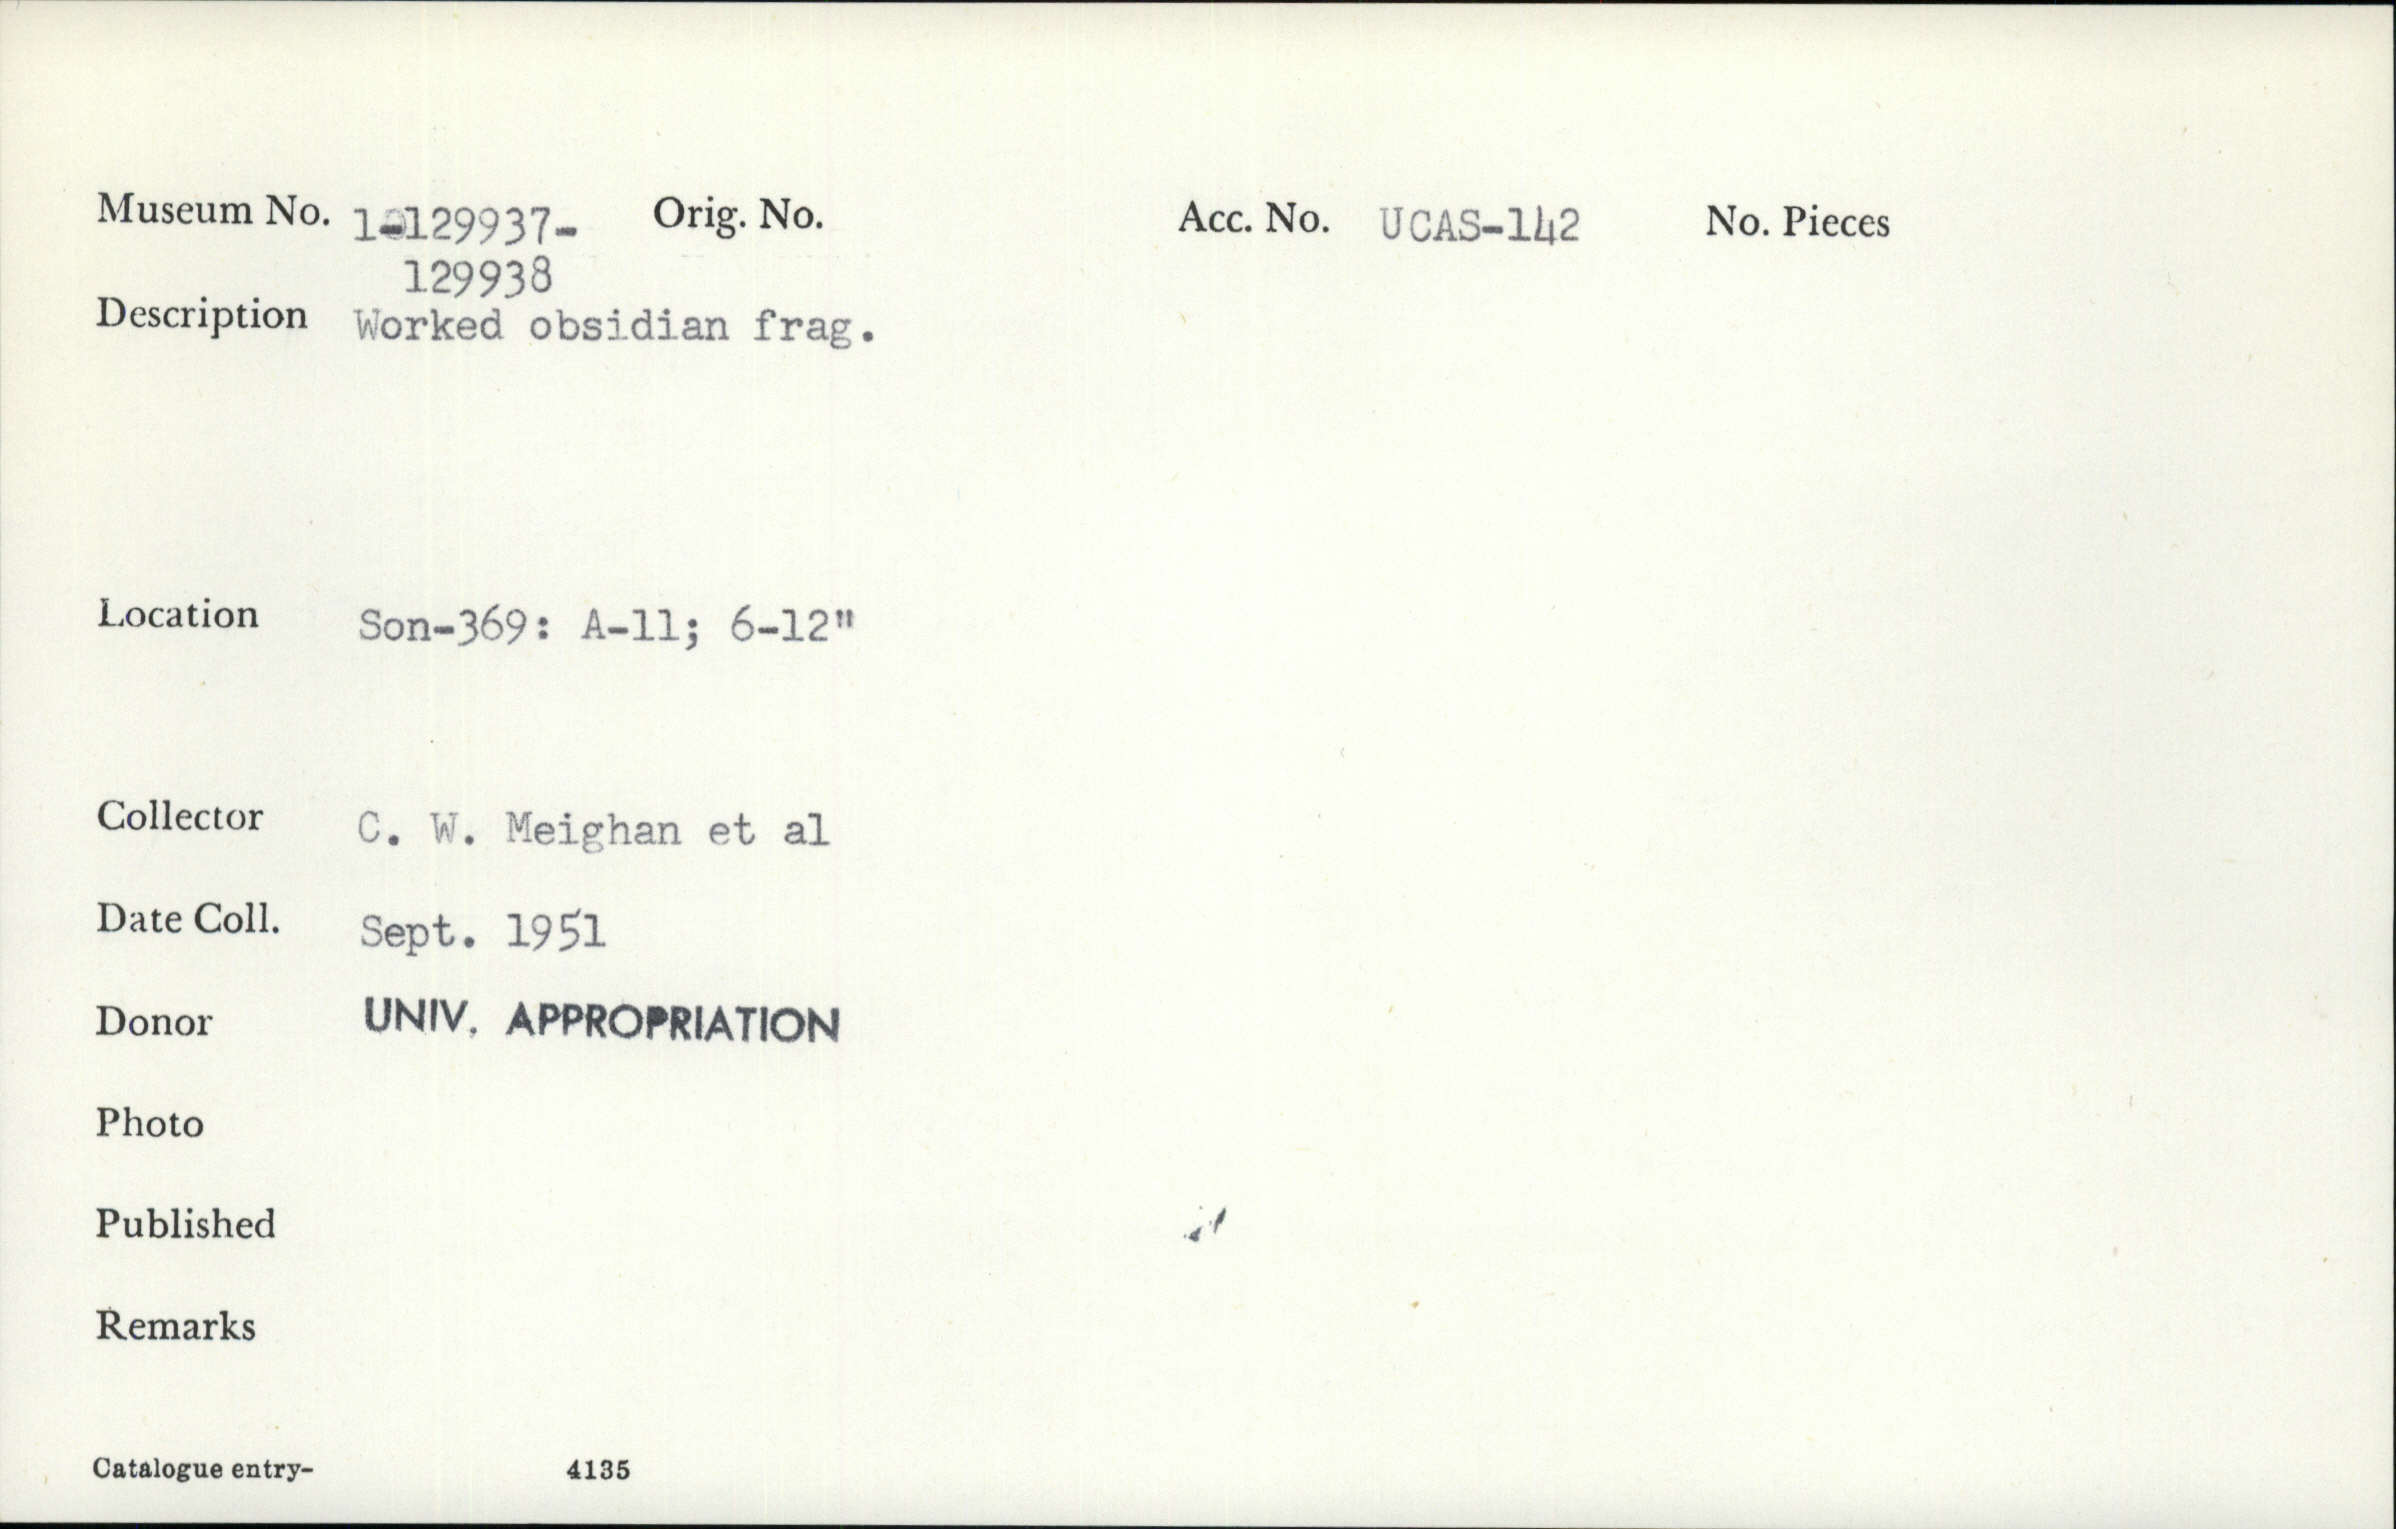 Museum No. 1-129937- Orig. No. Acc. No. UCAS-142 No. Pieces
129938
Description Worked obsidian frag.
Location Son-369: A-11; 6-12"
Collector C. W. Meighan et al
Date Coll. Sept. 1951
Donor UNIV. APPROPRIATION
Photo
Published
Remarks
Catalogue entry- 4135